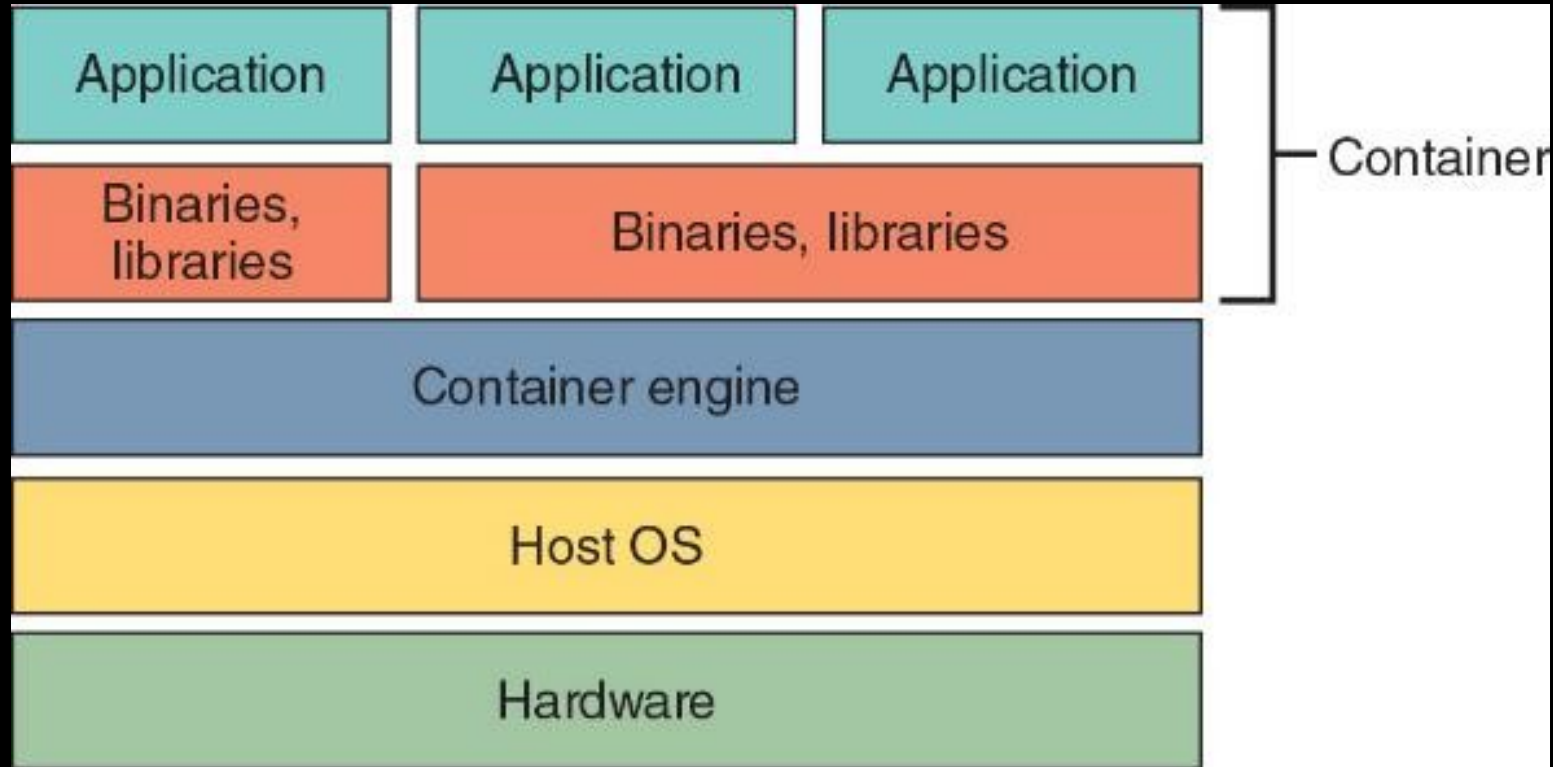 Application
Application
Application
Container
Binaries,
libraries
Binaries, libraries
Container engine
Host OS
Hardware